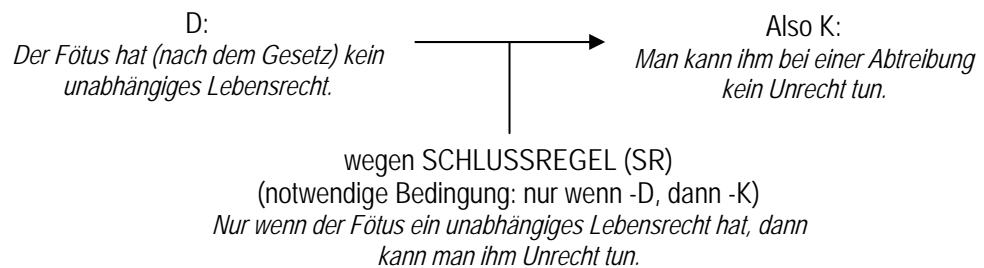 D:
Der Fötus hat (nach dem Gesetz) kein
unabhängiges Lebensrecht.
Also K:
Man kann ihm bei einer Abtreibung
kein Unrecht tun.
wegen SCHLUSSREGEL (SR)
(notwendige Bedingung: nur wenn -D, dann -K)
Nur wenn der Fötus ein unabhängiges Lebensrecht hat, dann
kann man ihm Unrecht tun.